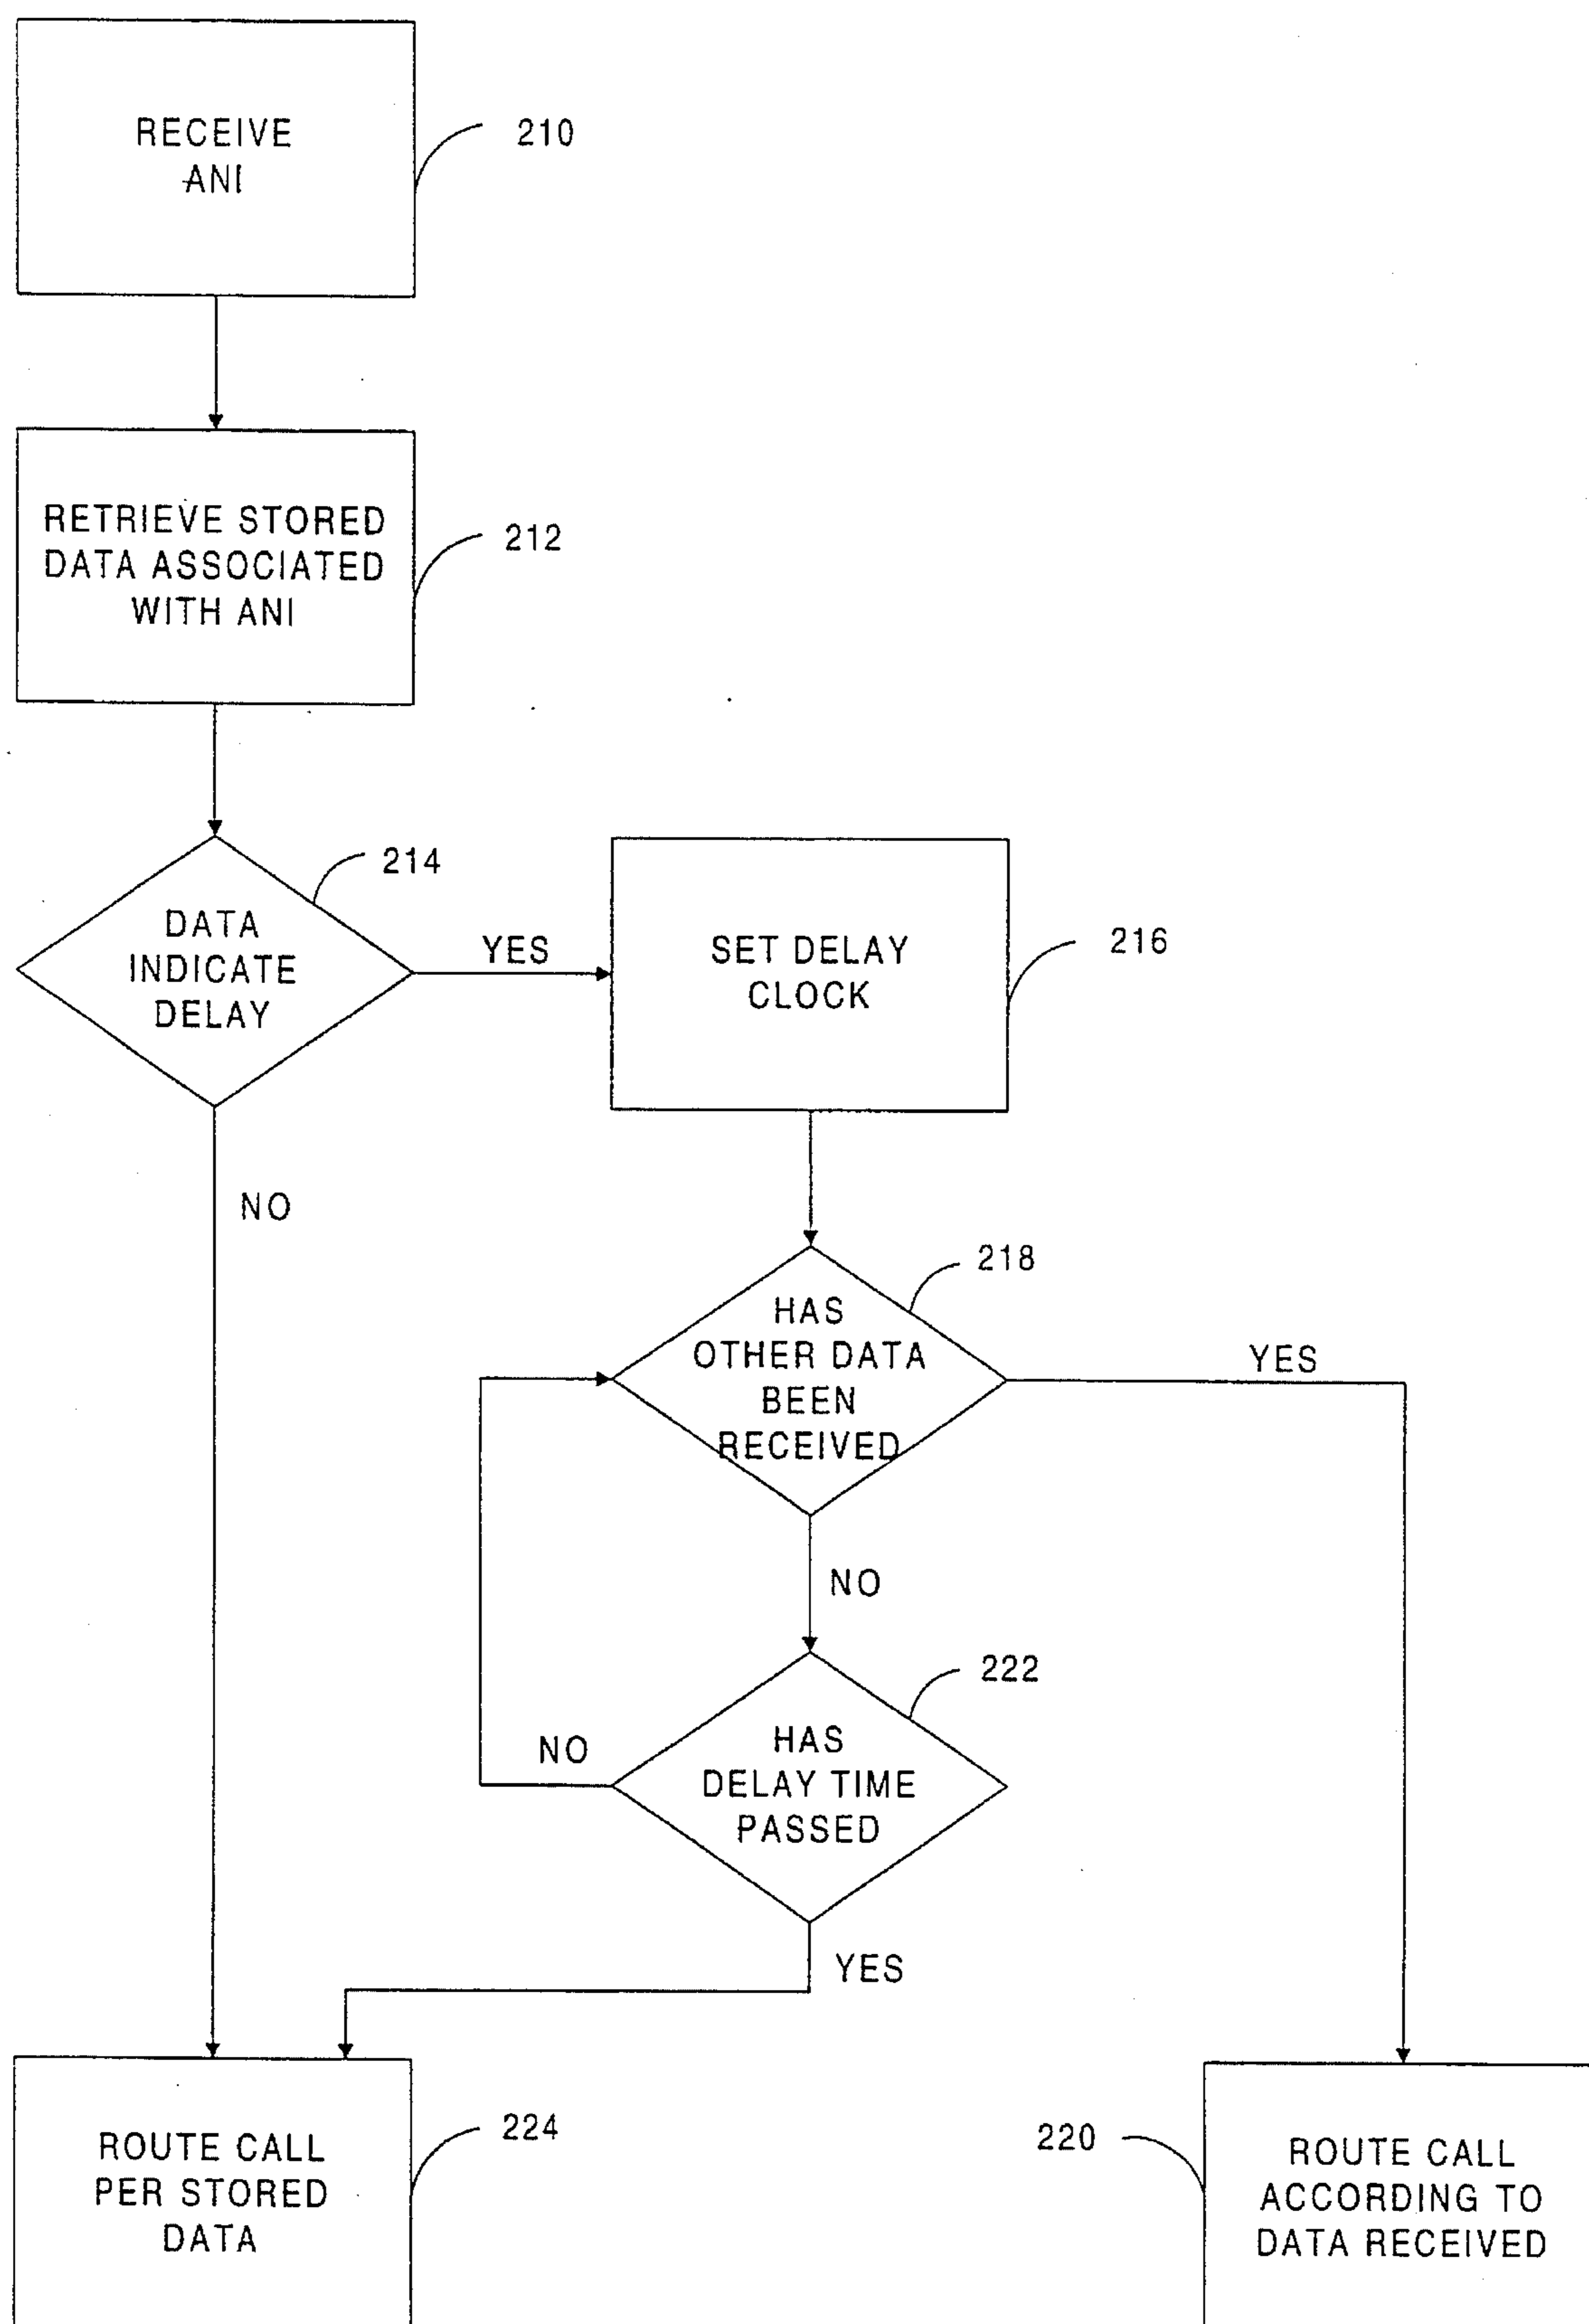 RECEIVE
ANI
210
RETRIEVE STORED
DATA ASSOCIATED
WITH ANI
212
214
DATA
INDICATE
DELAY
YES
SET DELAY
CLOCK
216
NO
218
HAS
OTHER DATA
BEEN
RECEIVED
YES
NO
222
HAS
DELAY TIME
PASSED
NO
YES
ROUTE CALL
PER STORED
DATA
224
220
ROUTE CALL
ACCORDING TO
DATA RECEIVED